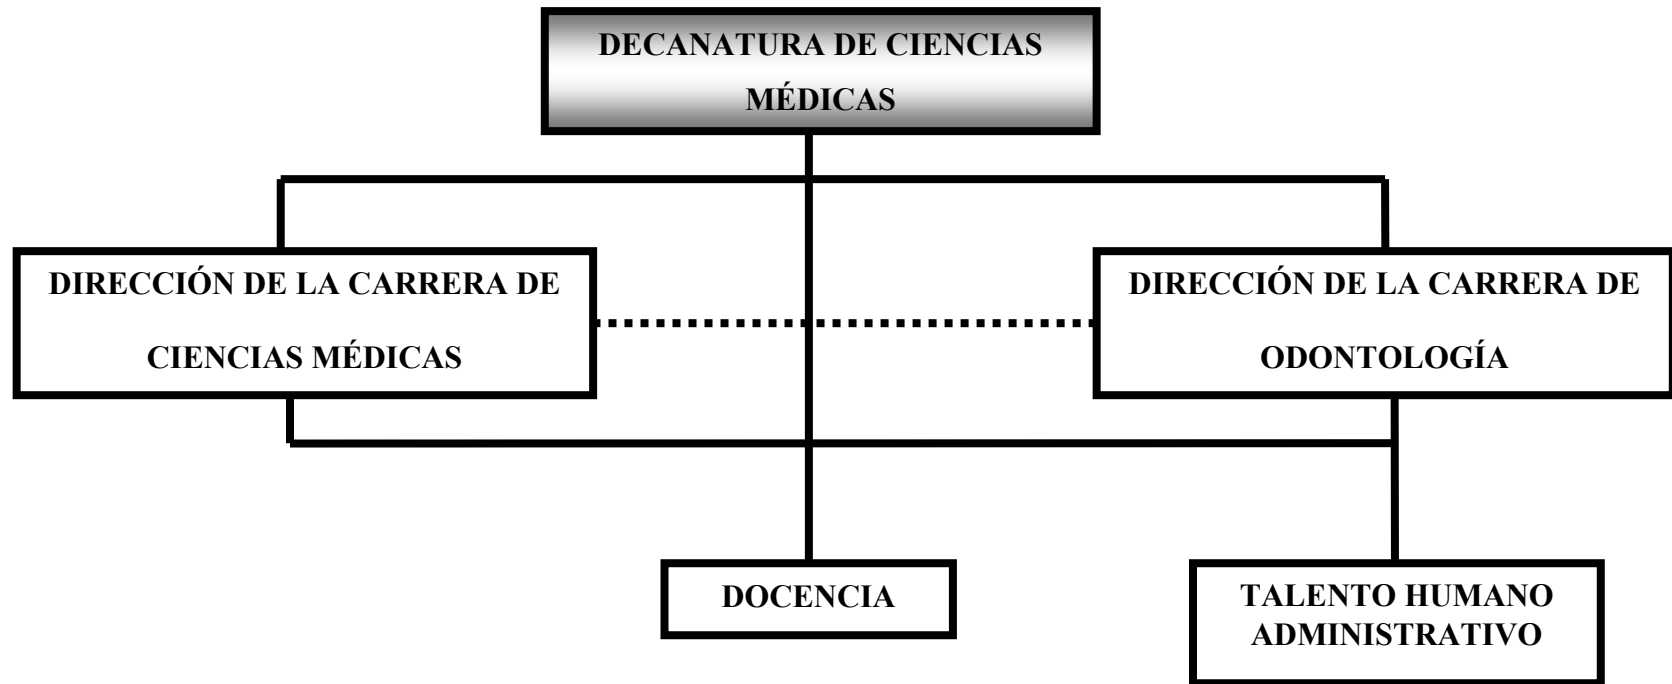 DECANATURA DE CIENCIAS
MÉDICAS
DIRECCIÓN DE LA CARRERA DE
CIENCIAS MÉDICAS
DIRECCIÓN DE LA CARRERA DE
ODONTOLOGÍA
DOCENCIA
TALENTO HUMANO
ADMINISTRATIVO